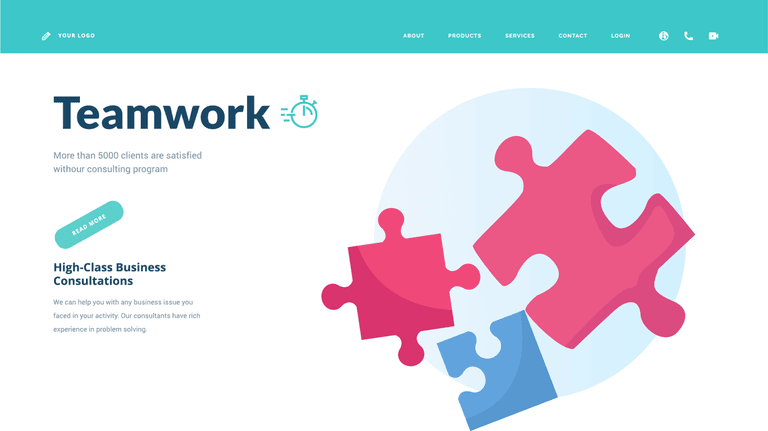 YOUR LOGO
ABOUT PRODUCTS SERVICES CONTACT LOGIN
Teamwork
More than 5000 clients are satisfied
withour consulting program
READ MORE
High-Class Business
Consultations
We can help you with any business issue you
faced in your activity. Our consultants have rich
experience in problem solving.